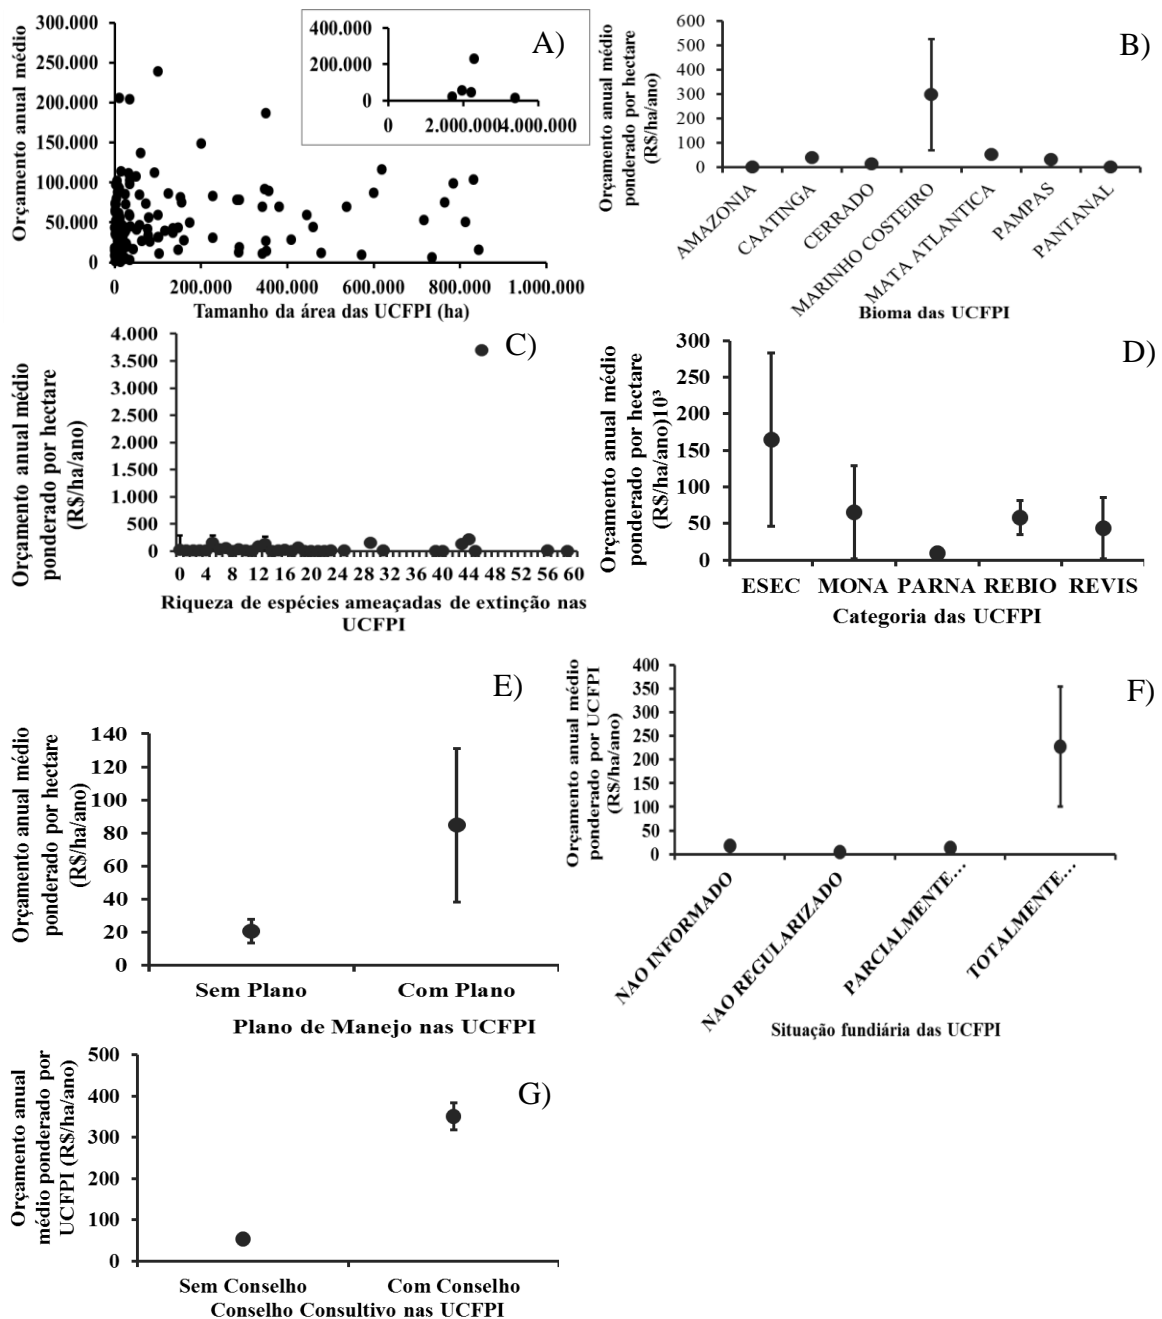 A)
Orçamento anual médio
300.000
250.000
200.000
150.000
100.000
50.000
0
0
200.000
400.000
600.000
800.000
1.000.000
Tamanho da área das UCFPI (ha)
400.000
200.000
0
0
2.000.000
4.000.000
B)
Orçamento anual médio
ponderado por hectare
(R$/ha/ano)
600
500
400
300
200
100
0
AMAZONIA
CAATINGA
CERRADO
MARINHO COSTEIRO
MATA ATLANTICA
PAMPAS
PANTANAL
Bioma das UCFPI
C)
Orçamento anual médio
ponderado por hectare
(R$/ha/ano)
4.000
3.500
3.000
2.500
2.000
1.500
1.000
500
0
0 4 8 12 16 20 24 28 36 44 48 52 56 60
Riqueza de espécies ameaçadas de extinção nas
UCFPI
D)
Orçamento anual médio
ponderado por hectare
(R$/ha/ano)10³
300
250
200
150
100
50
0
ESEC MONA PARNA REBIO REVIS
Categoria das UCFPI
E)
Orçamento anual médio
ponderado por hectare
(R$/ha/ano)
140
120
100
80
60
40
20
0
Sem Plano
Com Plano
Plano de Manejo nas UCFPI
F)
Orçamento anual médio
ponderado por UCFPI
(R$/ha/ano)
400
350
300
250
200
150
100
50
0
NAO INFORMADO
NAO REGULARIZADO
PARCIALMENTE...
TOTALMENTE...
Situação fundiária das UCFPI
G)
Orçamento anual
médio ponderado por
UCFPI (R$/ha/ano)
500
400
300
200
100
0
Sem Conselho
Com Conselho
Conselho Consultivo nas UCFPI